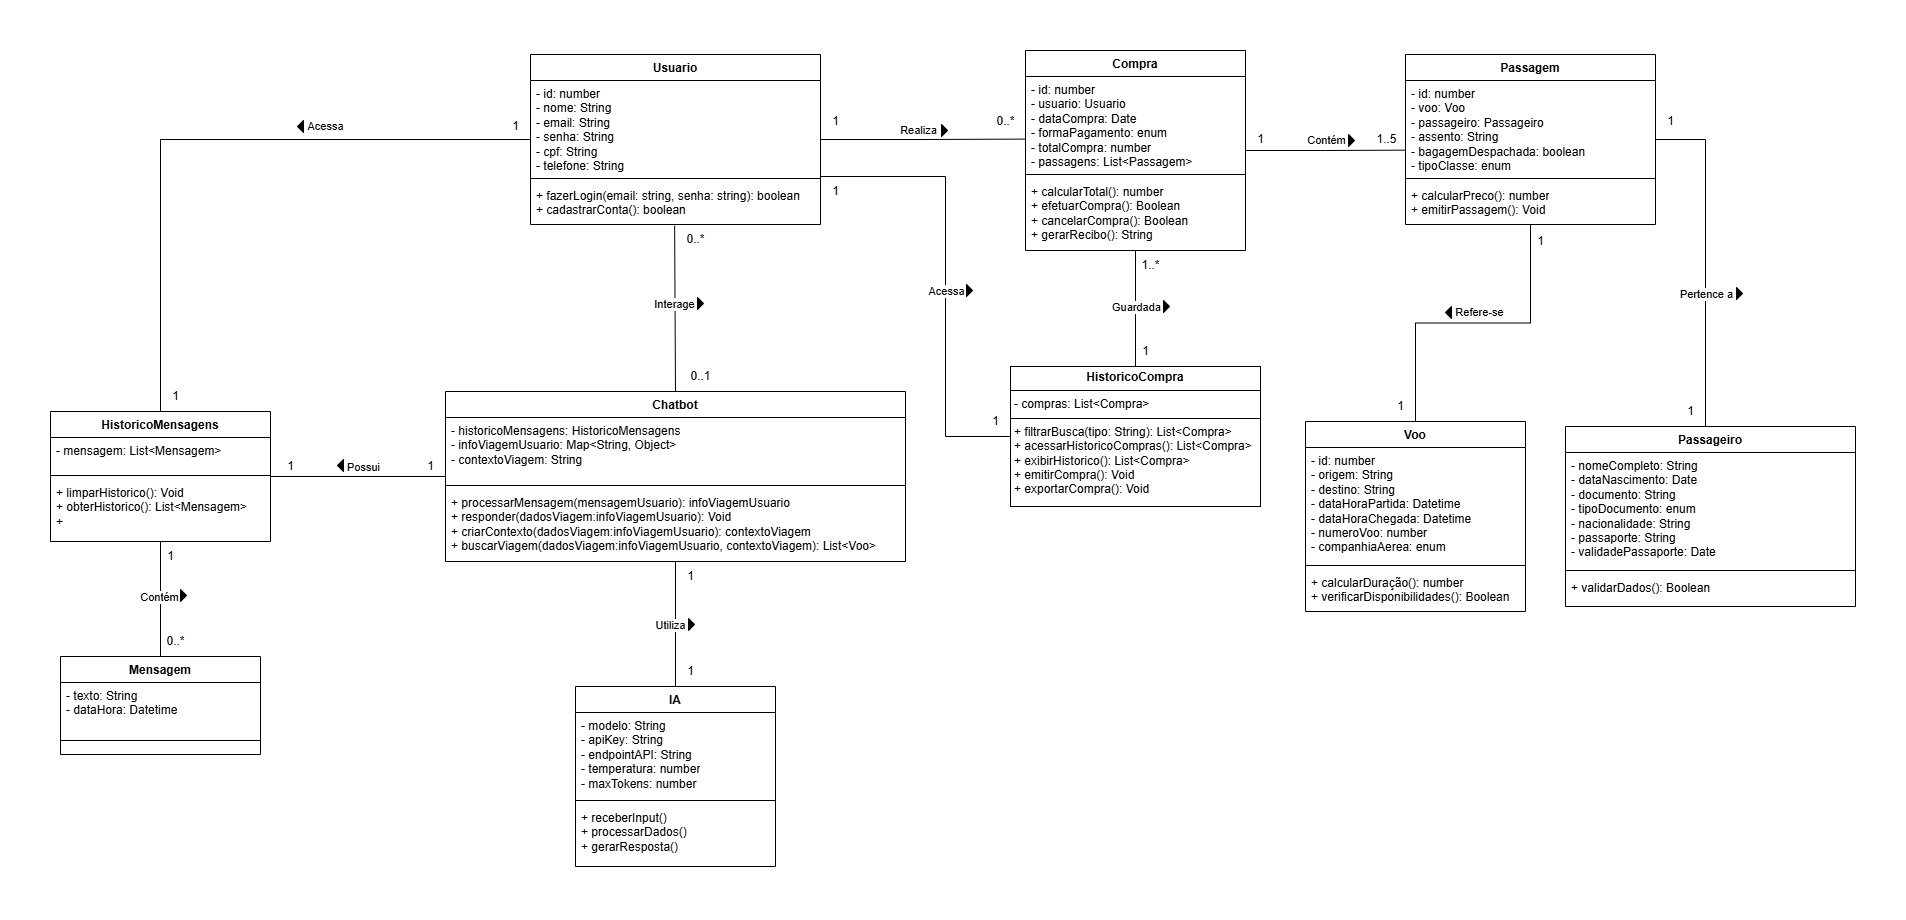 Usuario
- id: number
- nome: String
- email: String
- senha: String
- cpf: String
- telefone: String
+ fazerLogin(email: string, senha: string): boolean
+ cadastrarConta(): boolean
Compra
- id: number
- usuario: Usuario
- dataCompra: Date
- formaPagamento: enum
- totalCompra: number
- passagens: List<Passagem>
+ calcularTotal(): number
+ efetuarCompra(): Boolean
+ cancelarCompra(): Boolean
+ gerarRecibo(): String
Passagem
- id: number
- voo: Voo
- passageiro: Passageiro
- assento: String
- bagagemDespachada: boolean
- tipoClasse: enum
+ calcularPreco(): number
+ emitirPassagem(): Void
Acessa
1
1
1
Realiza
0..*
1
Contém
1..5
1
1
Acessa
1
0..*
Interage
0..1
1..*
Guardada
1
1
Refere-se
1
Pertence a
1
HistoricoMensagens
- mensagem: List<Mensagem>
+ limparHistorico(): Void
+ obterHistorico(): List<Mensagem>
+
1
Possui
1
Chatbot
- historicoMensagens: HistoricoMensagens
- infoViagemUsuario: Map<String, Object>
- contextoViagem: String
+ processarMensagem(mensagemUsuario): infoViagemUsuario
+ responder(dadosViagem:infoViagemUsuario): Void
+ criarContexto(dadosViagem:infoViagemUsuario): contextoViagem
+ buscarViagem(dadosViagem:infoViagemUsuario, contextoViagem): List<Voo>
HistoricoCompra
- compras: List<Compra>
+ filtrarBusca(tipo: String): List<Compra>
+ acessarHistoricoCompras(): List<Compra>
+ exibirHistorico(): List<Compra>
+ emitirCompra(): Void
+ exportarCompra(): Void
Voo
- id: number
- origem: String
- destino: String
- dataHoraPartida: Datetime
- dataHoraChegada: Datetime
- numeroVoo: number
- companhiaAerea: enum
+ calcularDuração(): number
+ verificarDisponibilidades(): Boolean
Passageiro
- nomeCompleto: String
- dataNascimento: Date
- documento: String
- tipoDocumento: enum
- nacionalidade: String
- passaporte: String
- validadePassaporte: Date
+ validarDados(): Boolean
1
Contém
0..*
1
Utiliza
1
Mensagem
- texto: String
- dataHora: Datetime
IA
- modelo: String
- apiKey: String
- endpointAPI: String
- temperatura: number
- maxTokens: number
+ receberInput()
+ processarDados()
+ gerarResposta()